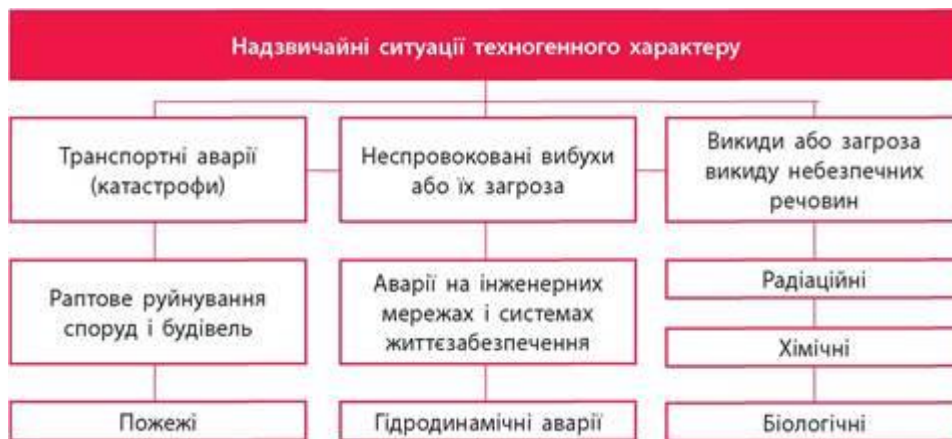 Надзвичайні ситуації техногенного характеру
Транспортні аварії
(катастрофи)
Неспровоковані вибухи
або їх загроза
Викиди або загроза
викиду небезпечних
речовин
Раптове руйнування
споруд і будівель
Аварії на інженерних
мережах і системах
життєзабезпечення
Радіаційні
Хімічні
Пожежі
Гідродинамічні аварії
Біологічні